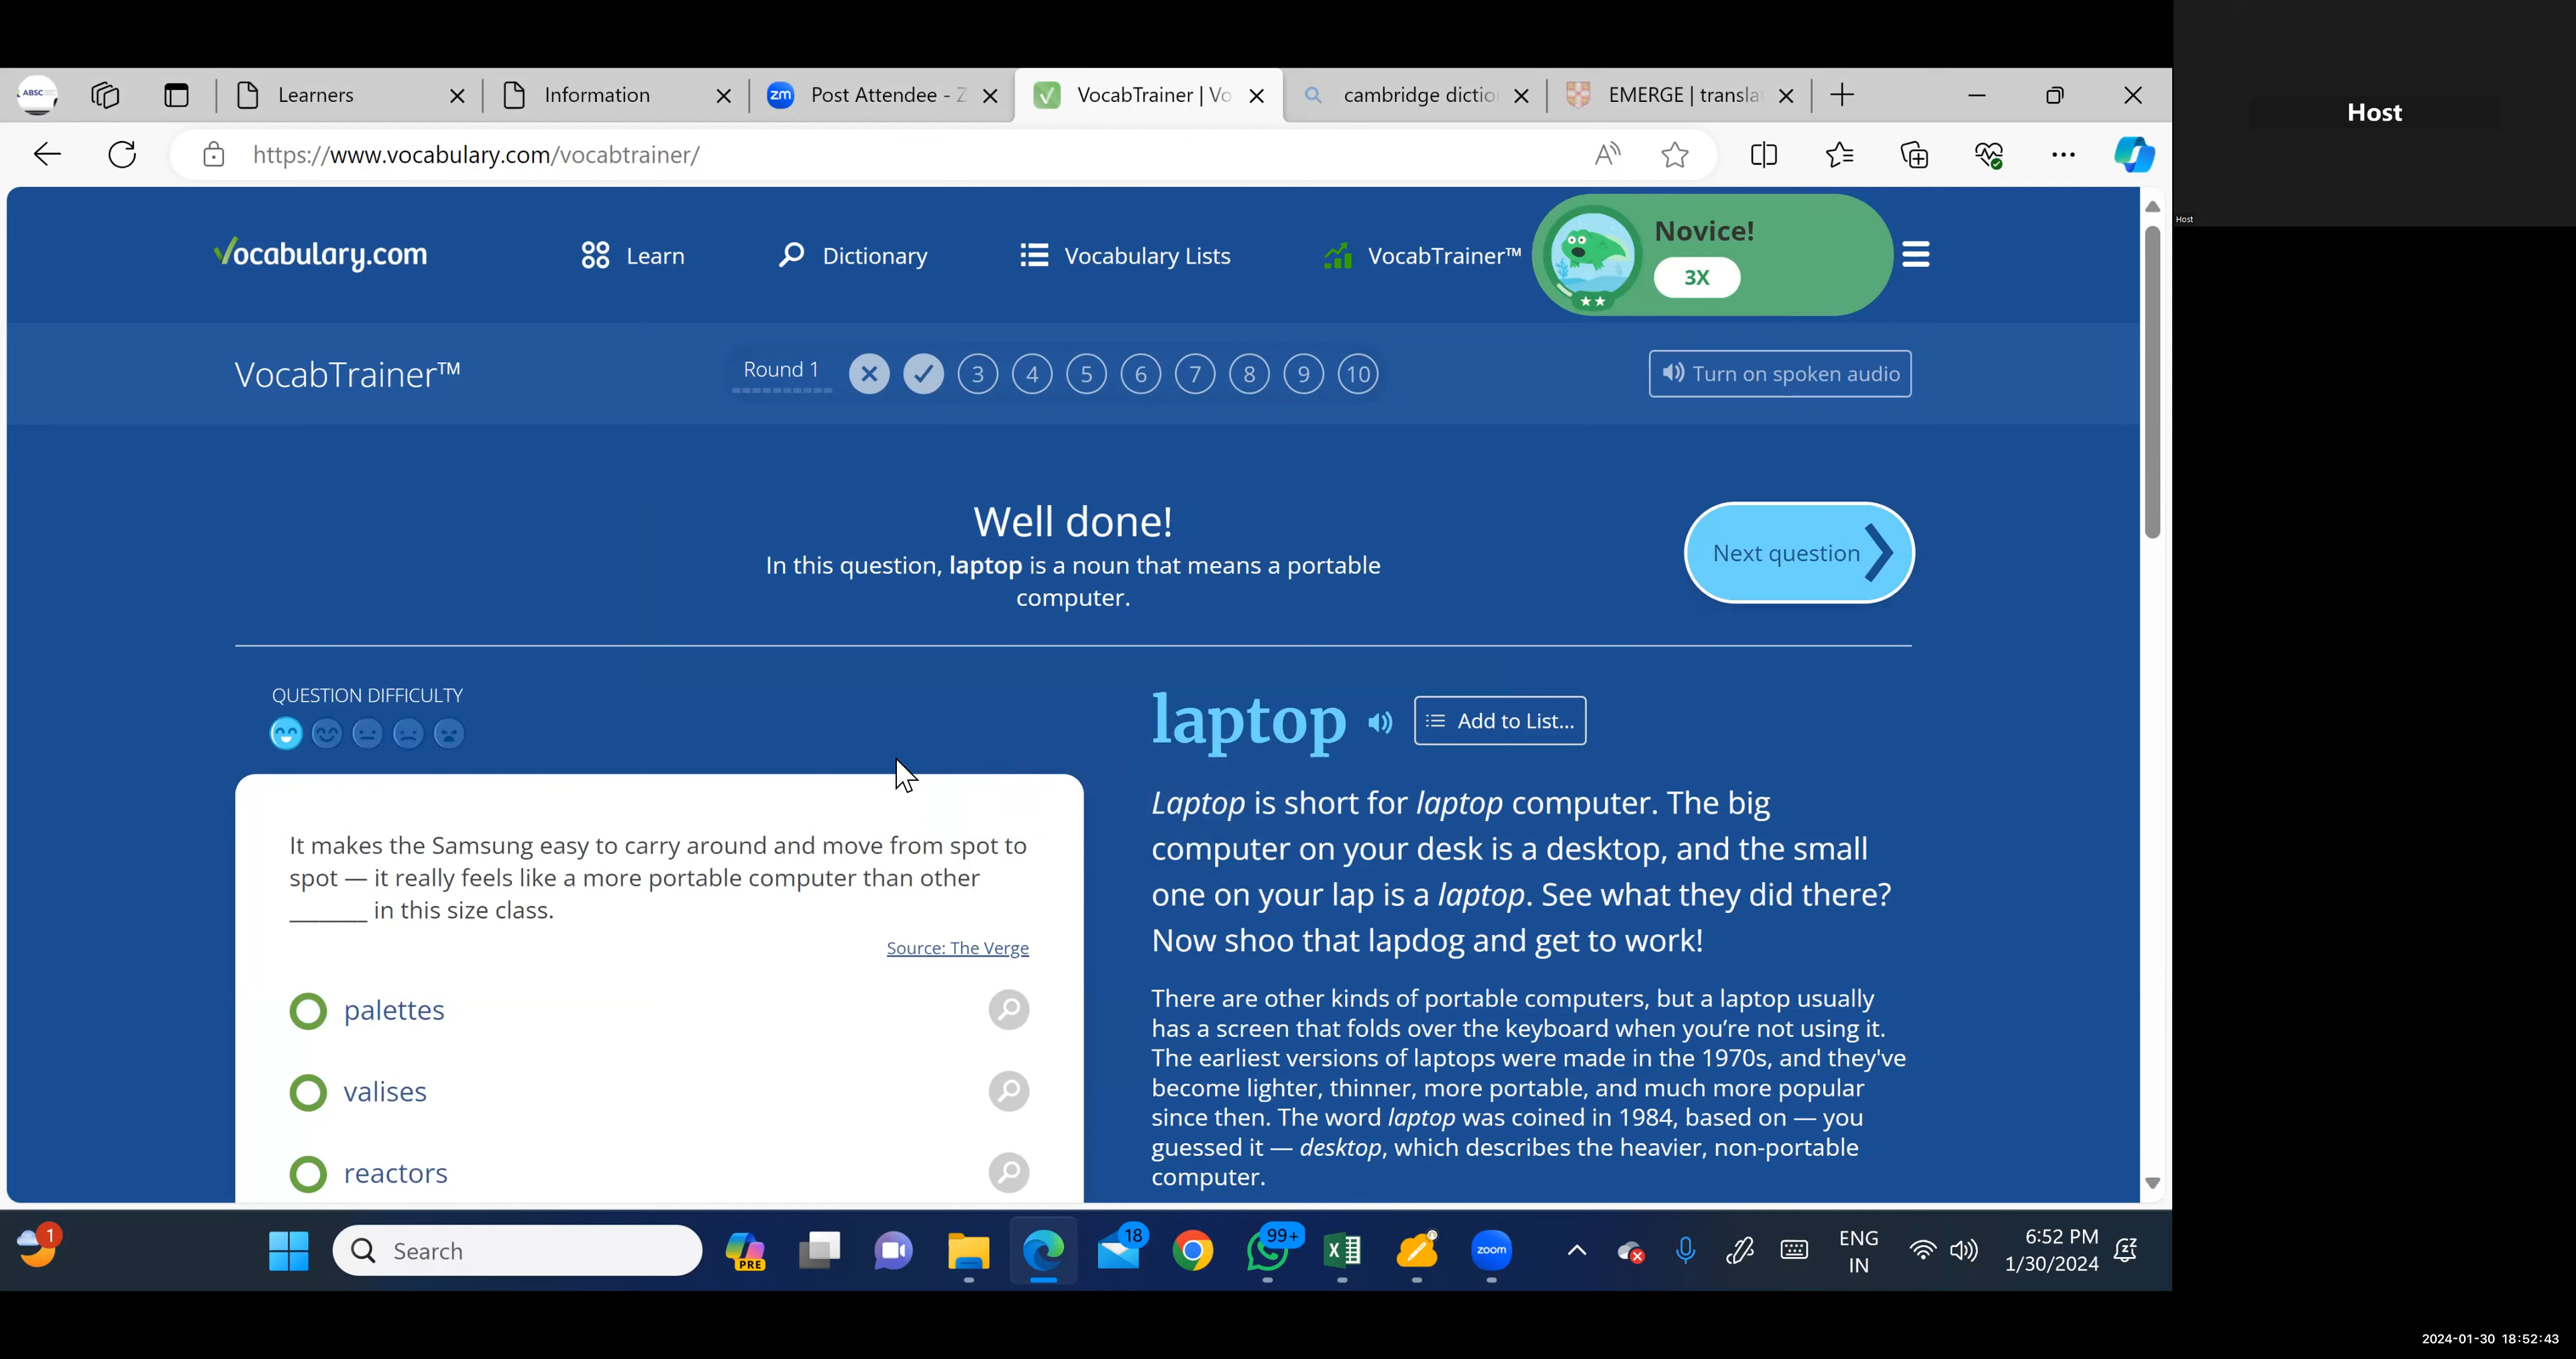 ABSC
Learners
Information
zm
Post Attendee - Z
VocabTrainer | Vo
cambridge dictio
EMERGE | transla
https://www.vocabulary.com/vocabtrainer/
Host
Host
Vocabulary.com
Learn
Dictionary
Vocabulary Lists
VocabTrainer™
Novice!
3X
VocabTrainer™
Round 1
3 4 5 6 7 8 9 10
Turn on spoken audio
Well done!
In this question, laptop is a noun that means a portable
computer.
Next question
QUESTION DIFFICULTY
It makes the Samsung easy to carry around and move from spot to
spot — it really feels like a more portable computer than other
_______ in this size class.
Source: The Verge
palettes
valises
reactors
laptop
Add to List...
Laptop is short for laptop computer. The big
computer on your desk is a desktop, and the small
one on your lap is a laptop. See what they did there?
Now shoo that lapdog and get to work!
There are other kinds of portable computers, but a laptop usually
has a screen that folds over the keyboard when you’re not using it.
The earliest versions of laptops were made in the 1970s, and they've
become lighter, thinner, more portable, and much more popular
since then. The word laptop was coined in 1984, based on — you
guessed it — desktop, which describes the heavier, non-portable
computer.
1
Search
PRE
18
99+
zoom
ENG
IN
6:52 PM
1/30/2024
2024-01-30 18:52:43